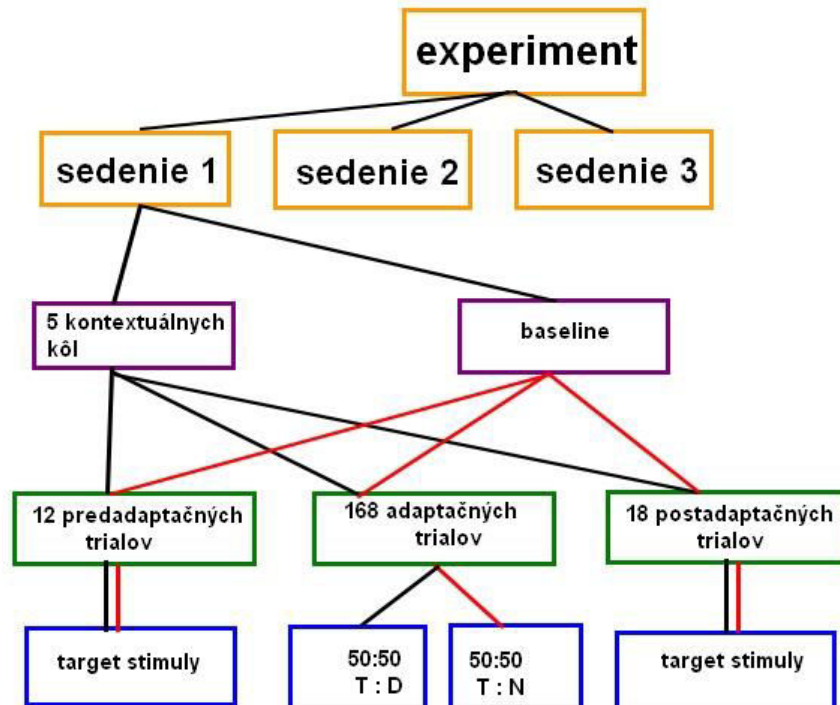 experiment
sedenie 1
sedenie 2
sedenie 3
5 kontextuálnych
kôl
baseline
12 predadaptačných
trialov
168 adaptačných
trialov
18 postadaptačných
trialov
target stimuly
50:50
T : D
50:50
T : N
target stimuly